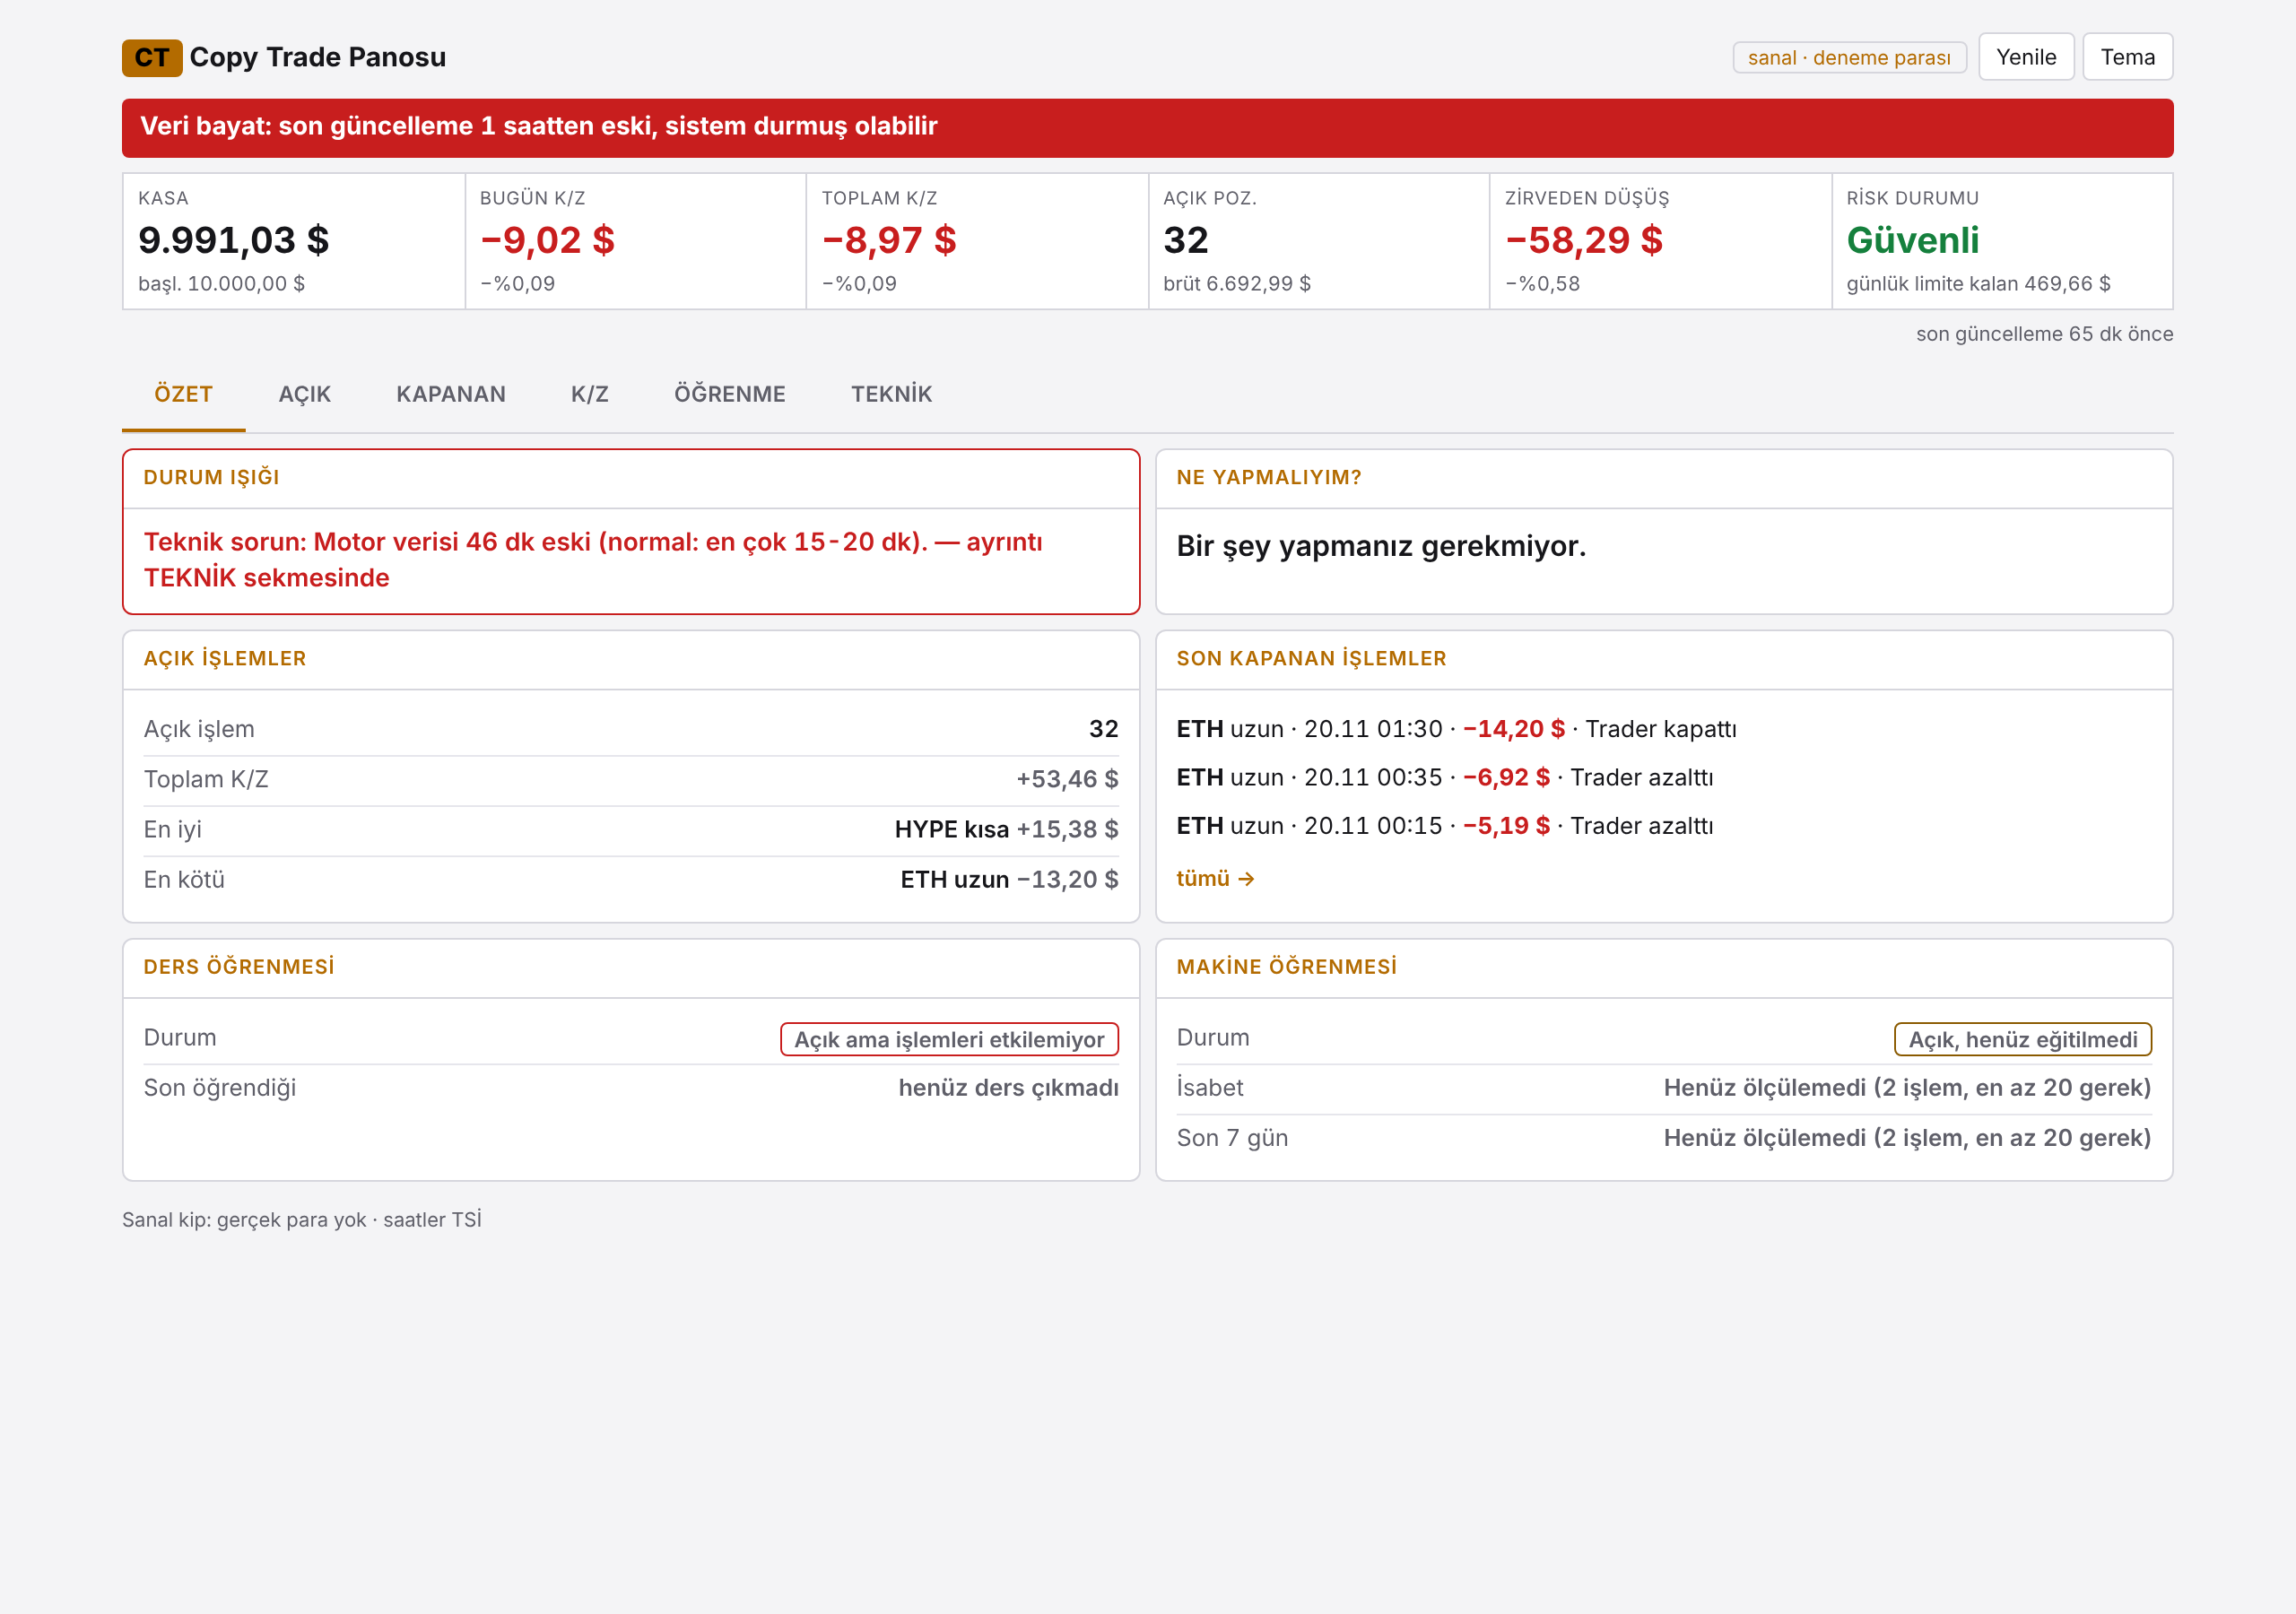 CT Copy Trade Panosu
sanal · deneme parası
Yenile
Tema
Veri bayat: son güncelleme 1 saatten eski, sistem durmuş olabilir
KASA
9.991,03 $
başl. 10.000,00 $
BUGÜN K/Z
−9,02 $
−%0,09
TOPLAM K/Z
−8,97 $
−%0,09
AÇIK POZ.
32
brüt 6.692,99 $
ZİRVEDEN DÜŞÜŞ
−58,29 $
−%0,58
RİSK DURUMU
Güvenli
günlük limite kalan 469,66 $
son güncelleme 65 dk önce
ÖZET
AÇIK
KAPANAN
K/Z
ÖĞRENME
TEKNİK
DURUM IŞIĞI
Teknik sorun: Motor verisi 46 dk eski (normal: en çok 15-20 dk). — ayrıntı
TEKNİK sekmesinde
NE YAPMALIYIM?
Bir şey yapmanız gerekmiyor.
AÇIK İŞLEMLER
Açık işlem 32
Toplam K/Z +53,46 $
En iyi HYPE kısa +15,38 $
En kötü ETH uzun −13,20 $
SON KAPANAN İŞLEMLER
ETH uzun · 20.11 01:30 · −14,20 $ · Trader kapattı
ETH uzun · 20.11 00:35 · −6,92 $ · Trader azalttı
ETH uzun · 20.11 00:15 · −5,19 $ · Trader azalttı
tümü →
DERS ÖĞRENMESİ
Durum Açık ama işlemleri etkilemiyor
Son öğrendiği henüz ders çıkmadı
MAKİNE ÖĞRENMESİ
Durum Açık, henüz eğitilmedi
İsabet Henüz ölçülemedi (2 işlem, en az 20 gerek)
Son 7 gün Henüz ölçülemedi (2 işlem, en az 20 gerek)
Sanal kip: gerçek para yok · saatler TSİ